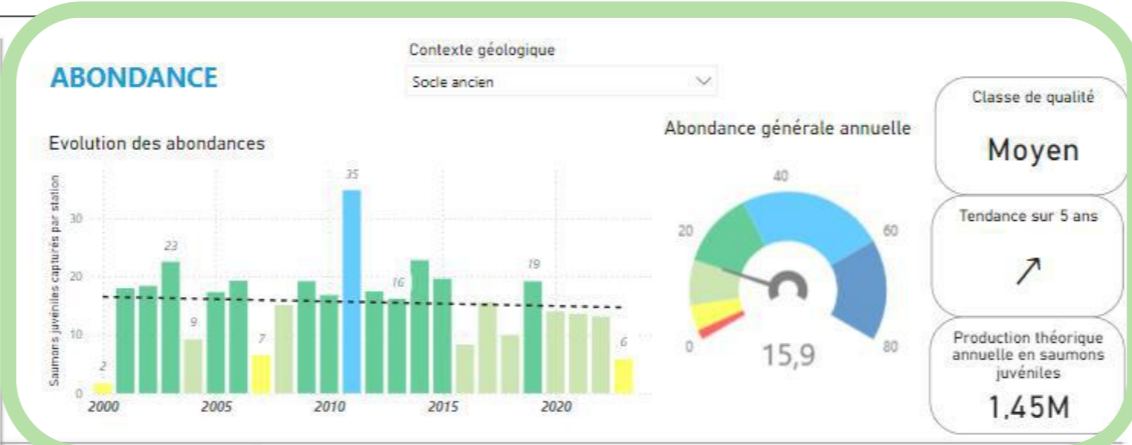 Contexte géologique
ABONDANCE
Socle ancien
Evolution des abondances
Saumons juvéniles capturés par station
30
20
10
0
2
23
9
7
35
16
19
6
2000
2005
2010
2015
2020
Abondance générale annuelle
0
20
40
60
80
15,9
Classe de qualité
Moyen
Tendance sur 5 ans
Production théorique
annuelle en saumons
juvéniles
1,45M